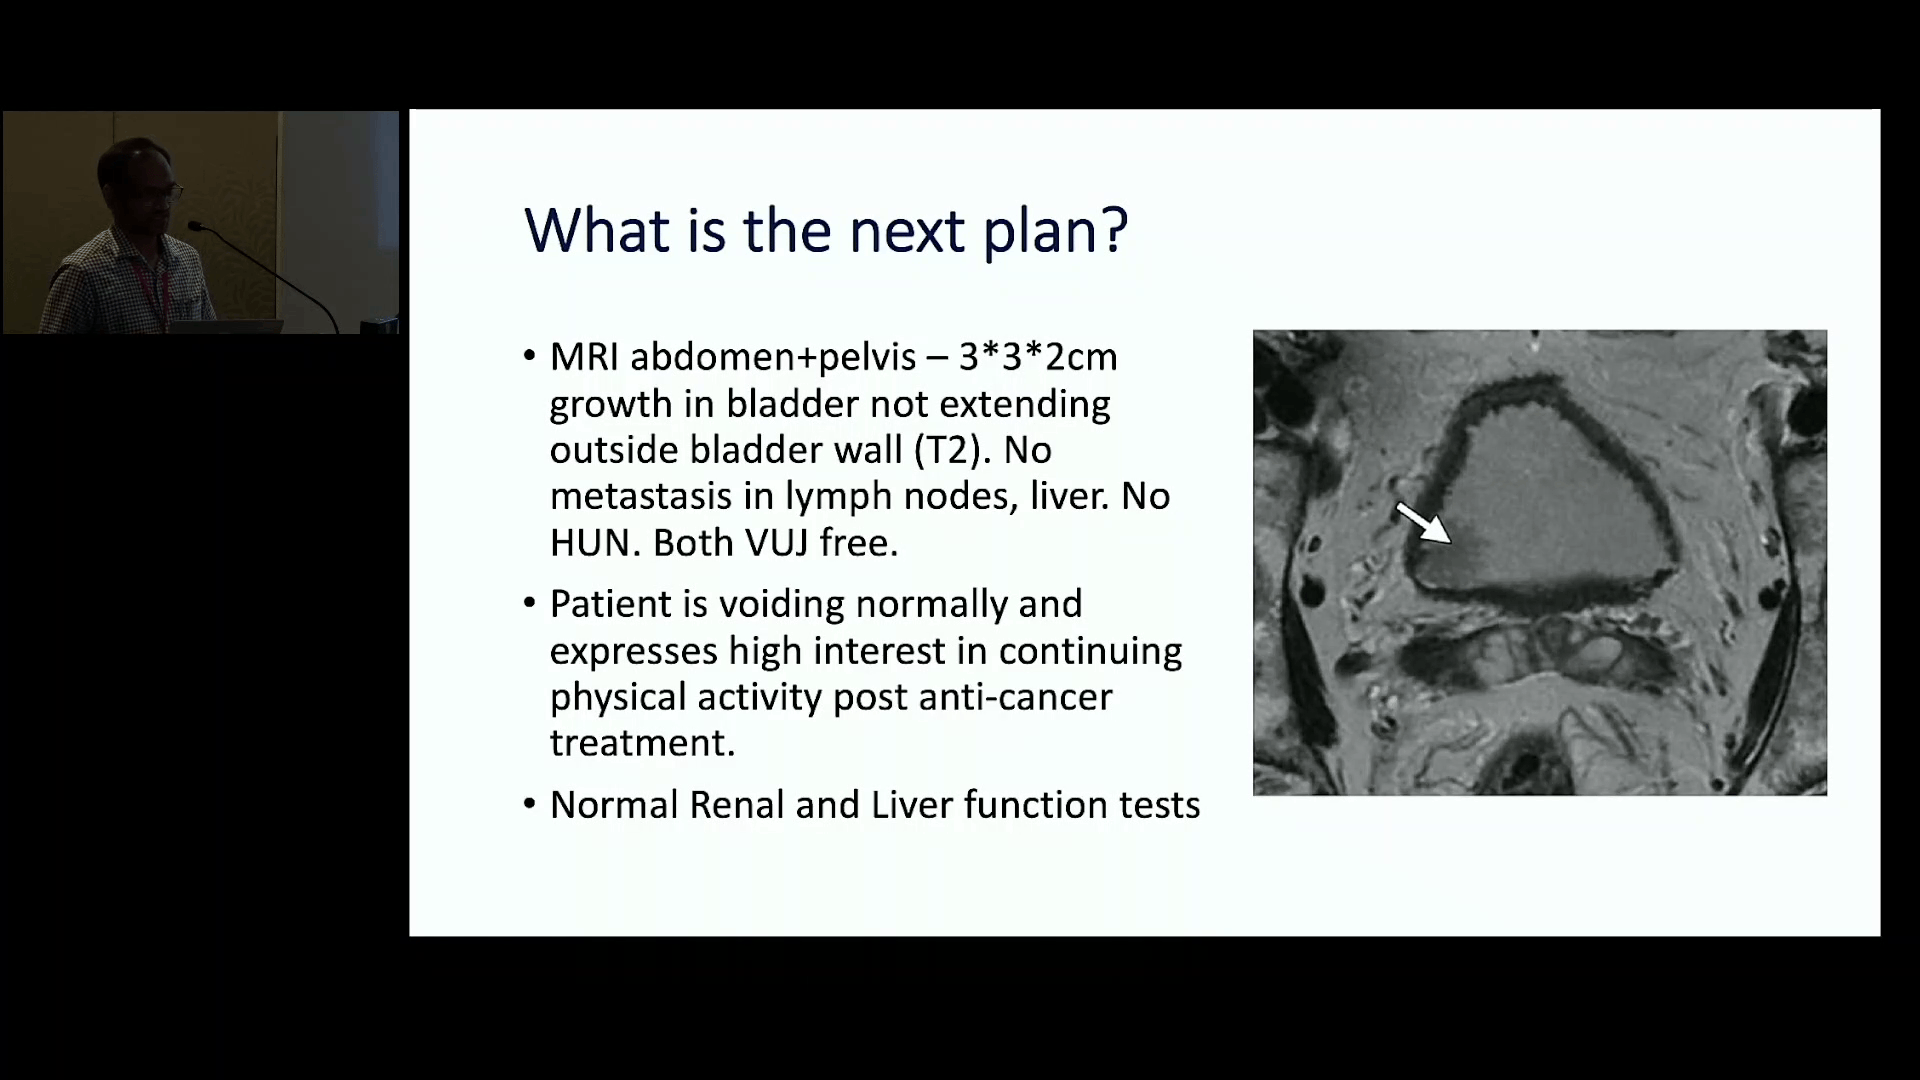 What is the next plan?
• MRI abdomen+pelvis – 3*3*2cm
growth in bladder not extending
outside bladder wall (T2). No
metastasis in lymph nodes, liver. No
HUN. Both VUJ free.
• Patient is voiding normally and
expresses high interest in continuing
physical activity post anti-cancer
treatment.
• Normal Renal and Liver function tests